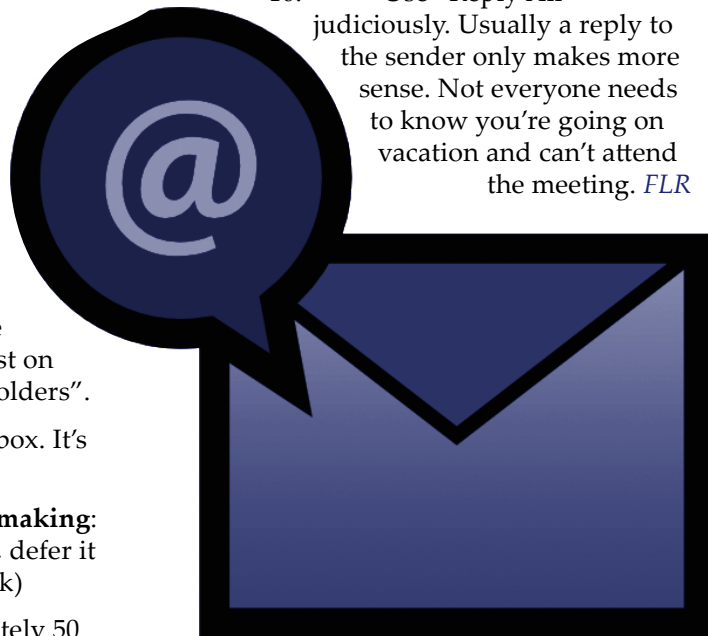 judiciously. Usually a reply to
the sender only makes more
sense. Not everyone needs
to know you're going on
vacation and can't attend
the meeting. FLR
@
st on
olders”.
box. It's
making:
defer it
k)
tely 50